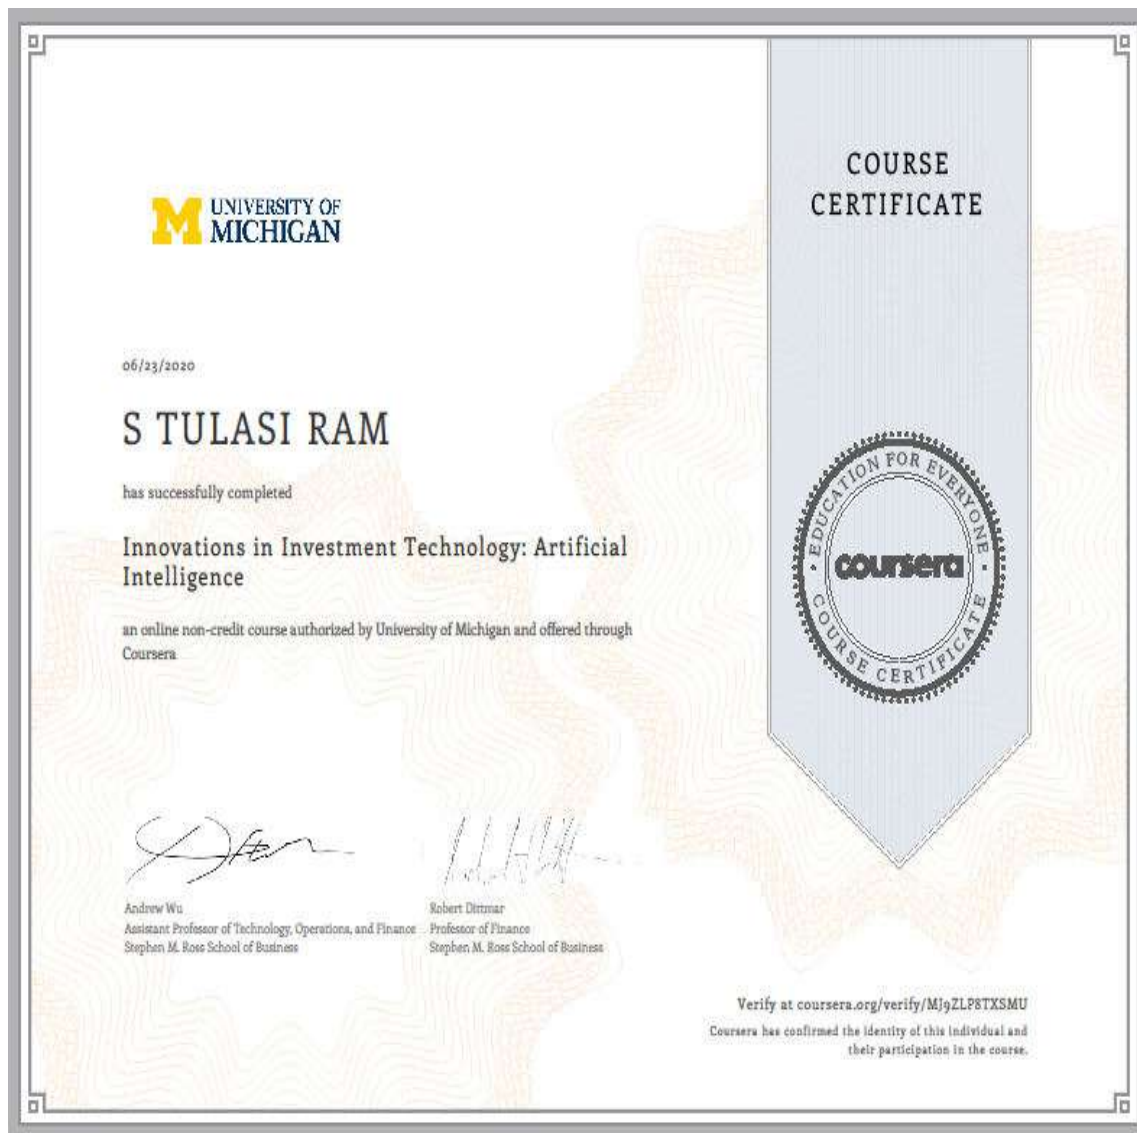 COURSE
CERTIFICATE
UNIVERSITY OF
MICHIGAN
06/23/2020
S TULASI RAM
has successfully completed
Innovations in Investment Technology: Artificial
Intelligence
an online non-credit course authorized by University of Michigan and offered through
Coursera
EDUCATION FOR EVERYONE
coursera
COURSE CERTIFICATE
Andrew Wu
Assistant Professor of Technology, Operations, and Finance
Stephen M. Ross School of Business
Robert Dittmar
Professor of Finance
Stephen M. Ross School of Business
Verify at coursera.org/verify/MJ9ZLP8TXSMU
Coursera has confirmed the identity of this individual and
their participation in the course.